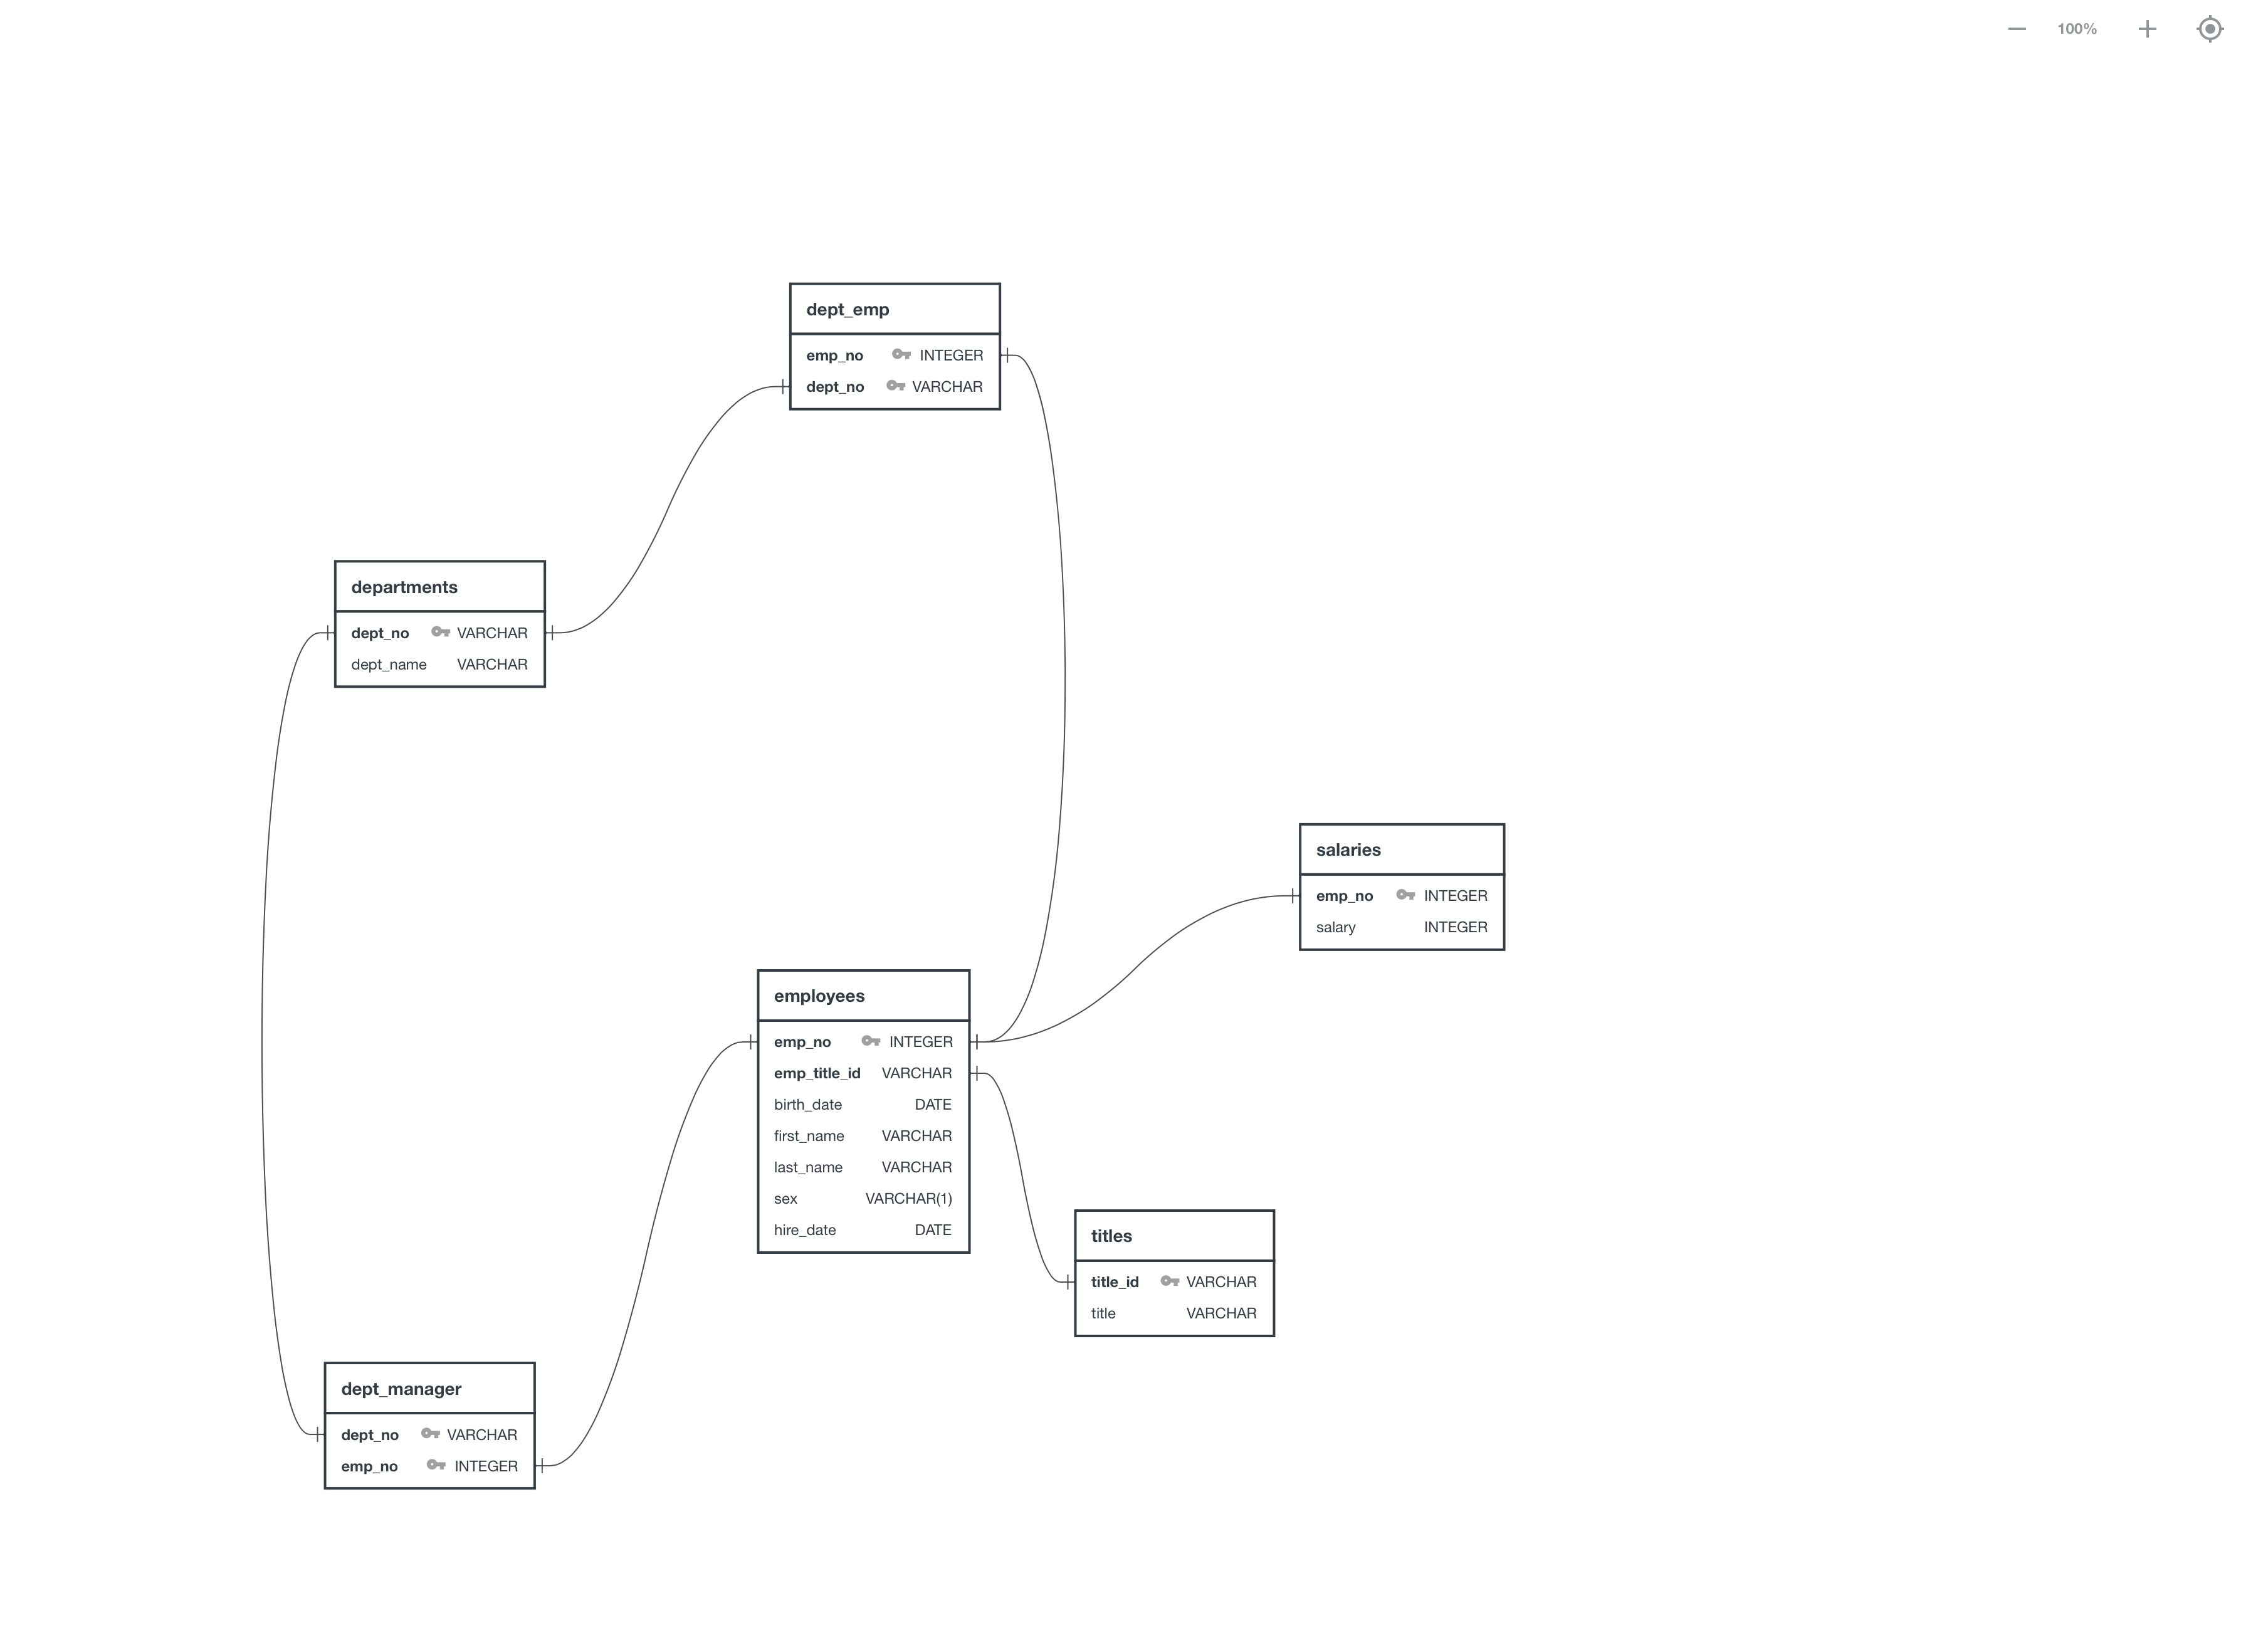 100%
dept_emp
emp_no INTEGER
dept_no VARCHAR
departments
dept_no VARCHAR
dept_name VARCHAR
salaries
emp_no INTEGER
salary INTEGER
employees
emp_no INTEGER
emp_title_id VARCHAR
birth_date DATE
first_name VARCHAR
last_name VARCHAR
sex VARCHAR(1)
hire_date DATE
titles
title_id VARCHAR
title VARCHAR
dept_manager
dept_no VARCHAR
emp_no INTEGER